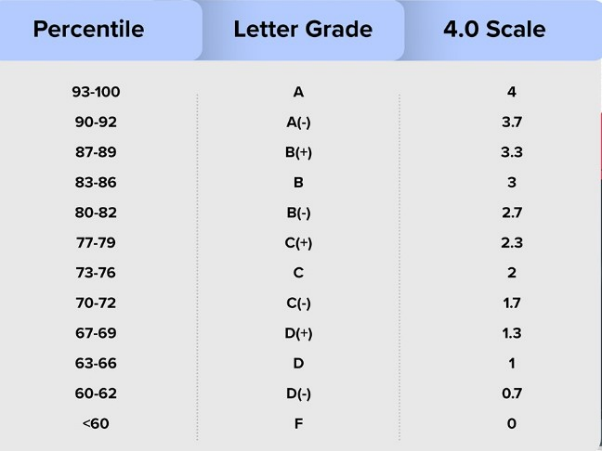 Percentile Letter Grade 4.0 Scale
93-100 A 4
90-92 A(-) 3.7
87-89 B(+) 3.3
83-86 B 3
80-82 B(-) 2.7
77-79 C(+) 2.3
73-76 C 2
70-72 C(-) 1.7
67-69 D(+) 1.3
63-66 D 1
60-62 D(-) 0.7
<60 F 0